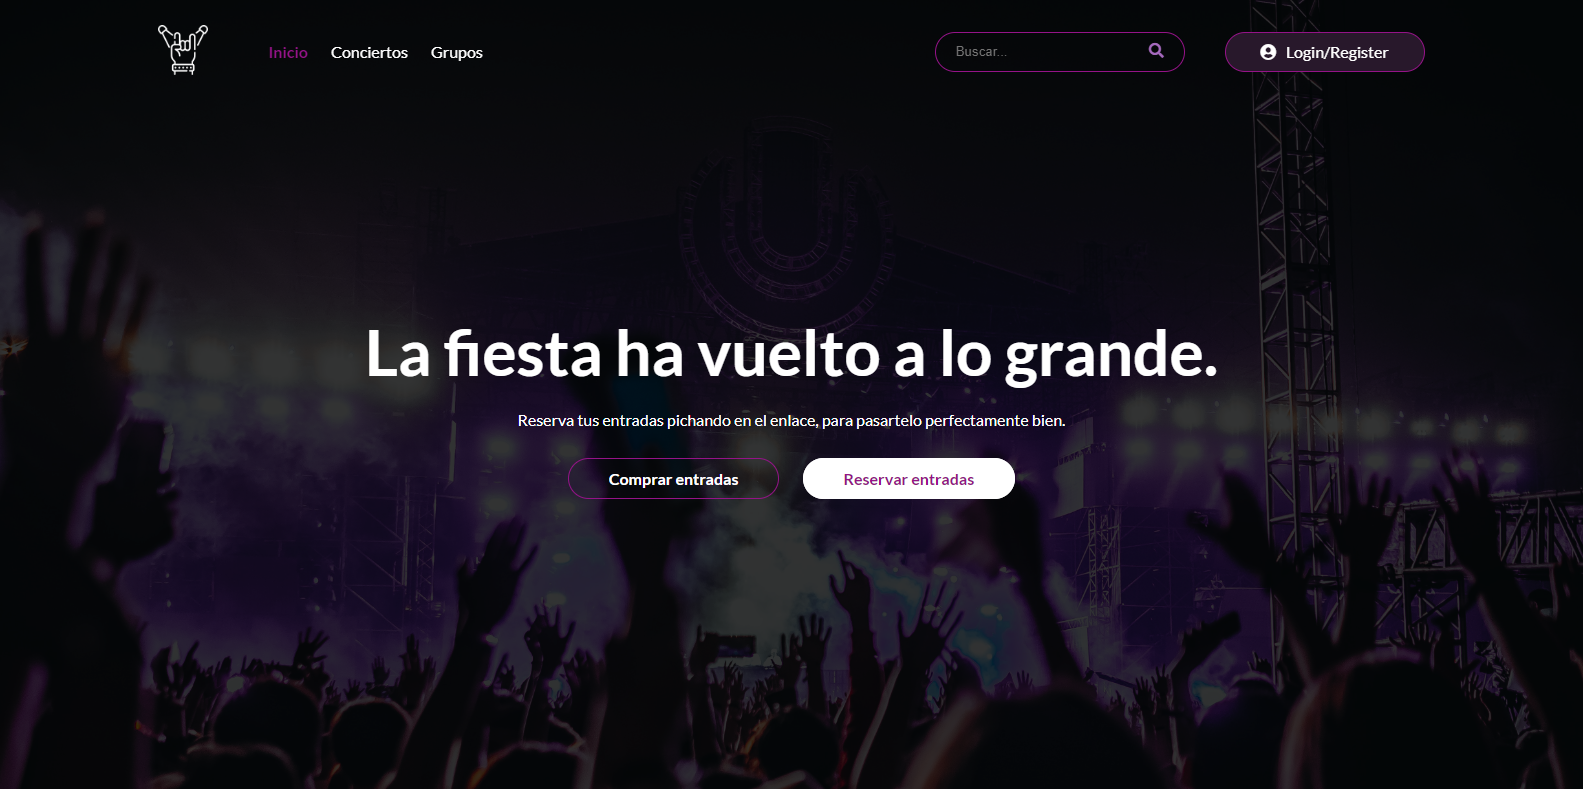 Inicio Conciertos Grupos Buscar... Login/Register
La fiesta ha vuelto a lo grande.
Reserva tus entradas pichando en el enlace, para pasartelo perfectamente bien.
Comprar entradas Reservar entradas